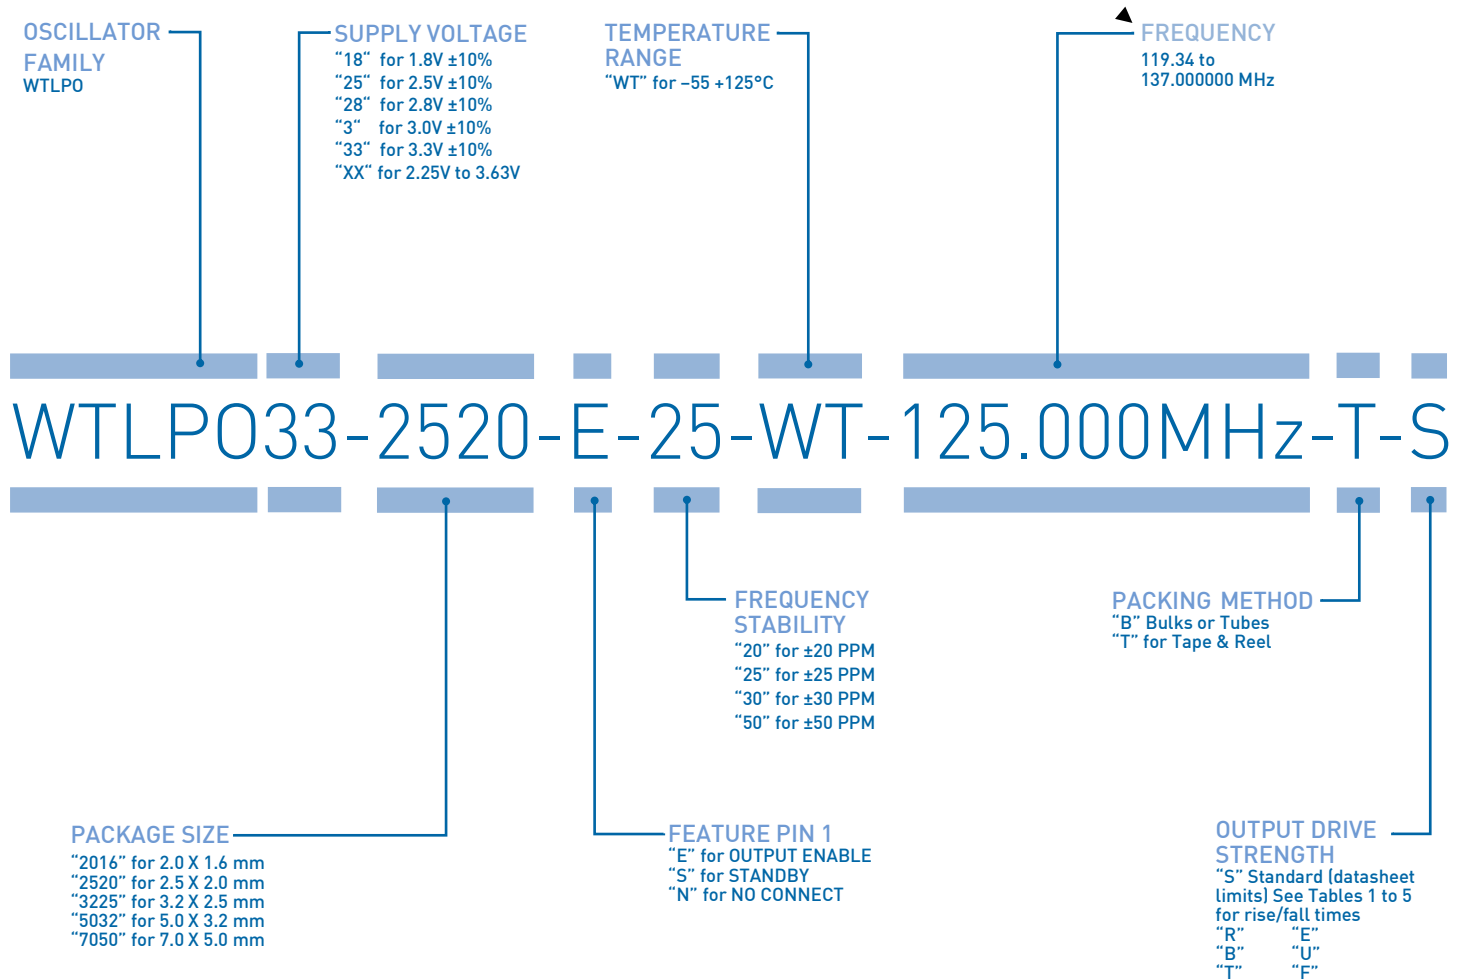 OSCILLATOR
FAMILY
WTLPO
SUPPLY VOLTAGE
“18“ for 1.8V ±10%
“25“ for 2.5V ±10%
“28“ for 2.8V ±10%
“3“ for 3.0V ±10%
“33“ for 3.3V ±10%
“XX“ for 2.25V to 3.63V
TEMPERATURE
RANGE
“WT” for –55 +125°C
FREQUENCY
119.34 to
137.000000 MHz
WTLPO33-2520-E-25-WT-125.000MHz-T-S
FREQUENCY
STABILITY
“20” for ±20 PPM
“25” for ±25 PPM
“30” for ±30 PPM
“50” for ±50 PPM
PACKING METHOD
“B” Bulks or Tubes
“T” for Tape & Reel
PACKAGE SIZE
“2016” for 2.0 X 1.6 mm
“2520” for 2.5 X 2.0 mm
“3225” for 3.2 X 2.5 mm
“5032” for 5.0 X 3.2 mm
“7050” for 7.0 X 5.0 mm
FEATURE PIN 1
“E” for OUTPUT ENABLE
“S” for STANDBY
“N” for NO CONNECT
OUTPUT DRIVE
STRENGTH
“S” Standard (datasheet
limits) See Tables 1 to 5
for rise/fall times
“R” “E”
“B” “U”
“T” “F”